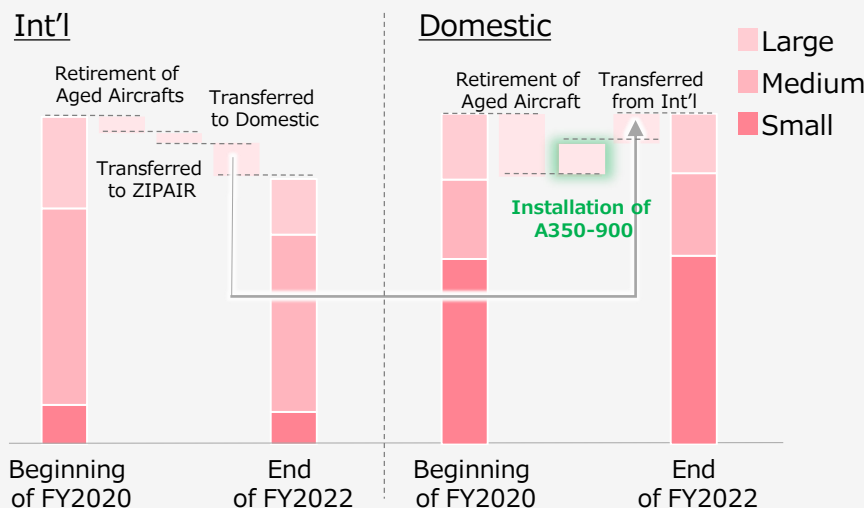 Int'l
Domestic
Large
Medium
Small
Retirement of
Aged Aircrafts
Transferred
to Domestic
Transferred
to ZIPAIR
Retirement of
Aged Aircraft
Transferred
from Int'l
Installation of
A350-900
Beginning
of FY2020
End
of FY2022
Beginning
of FY2020
End
of FY2022